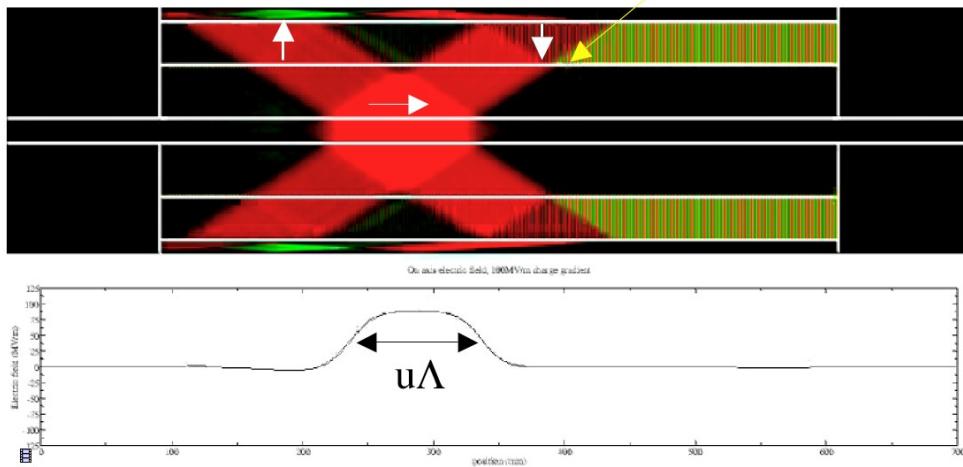 On axis electric field, 100MV/m charge gradient
Electric field (MV/m)
125
100
75
50
25
0
-25
-50
-75
-100
-125
uΛ
0 100 200 300 400 500 600 700
position (mm)